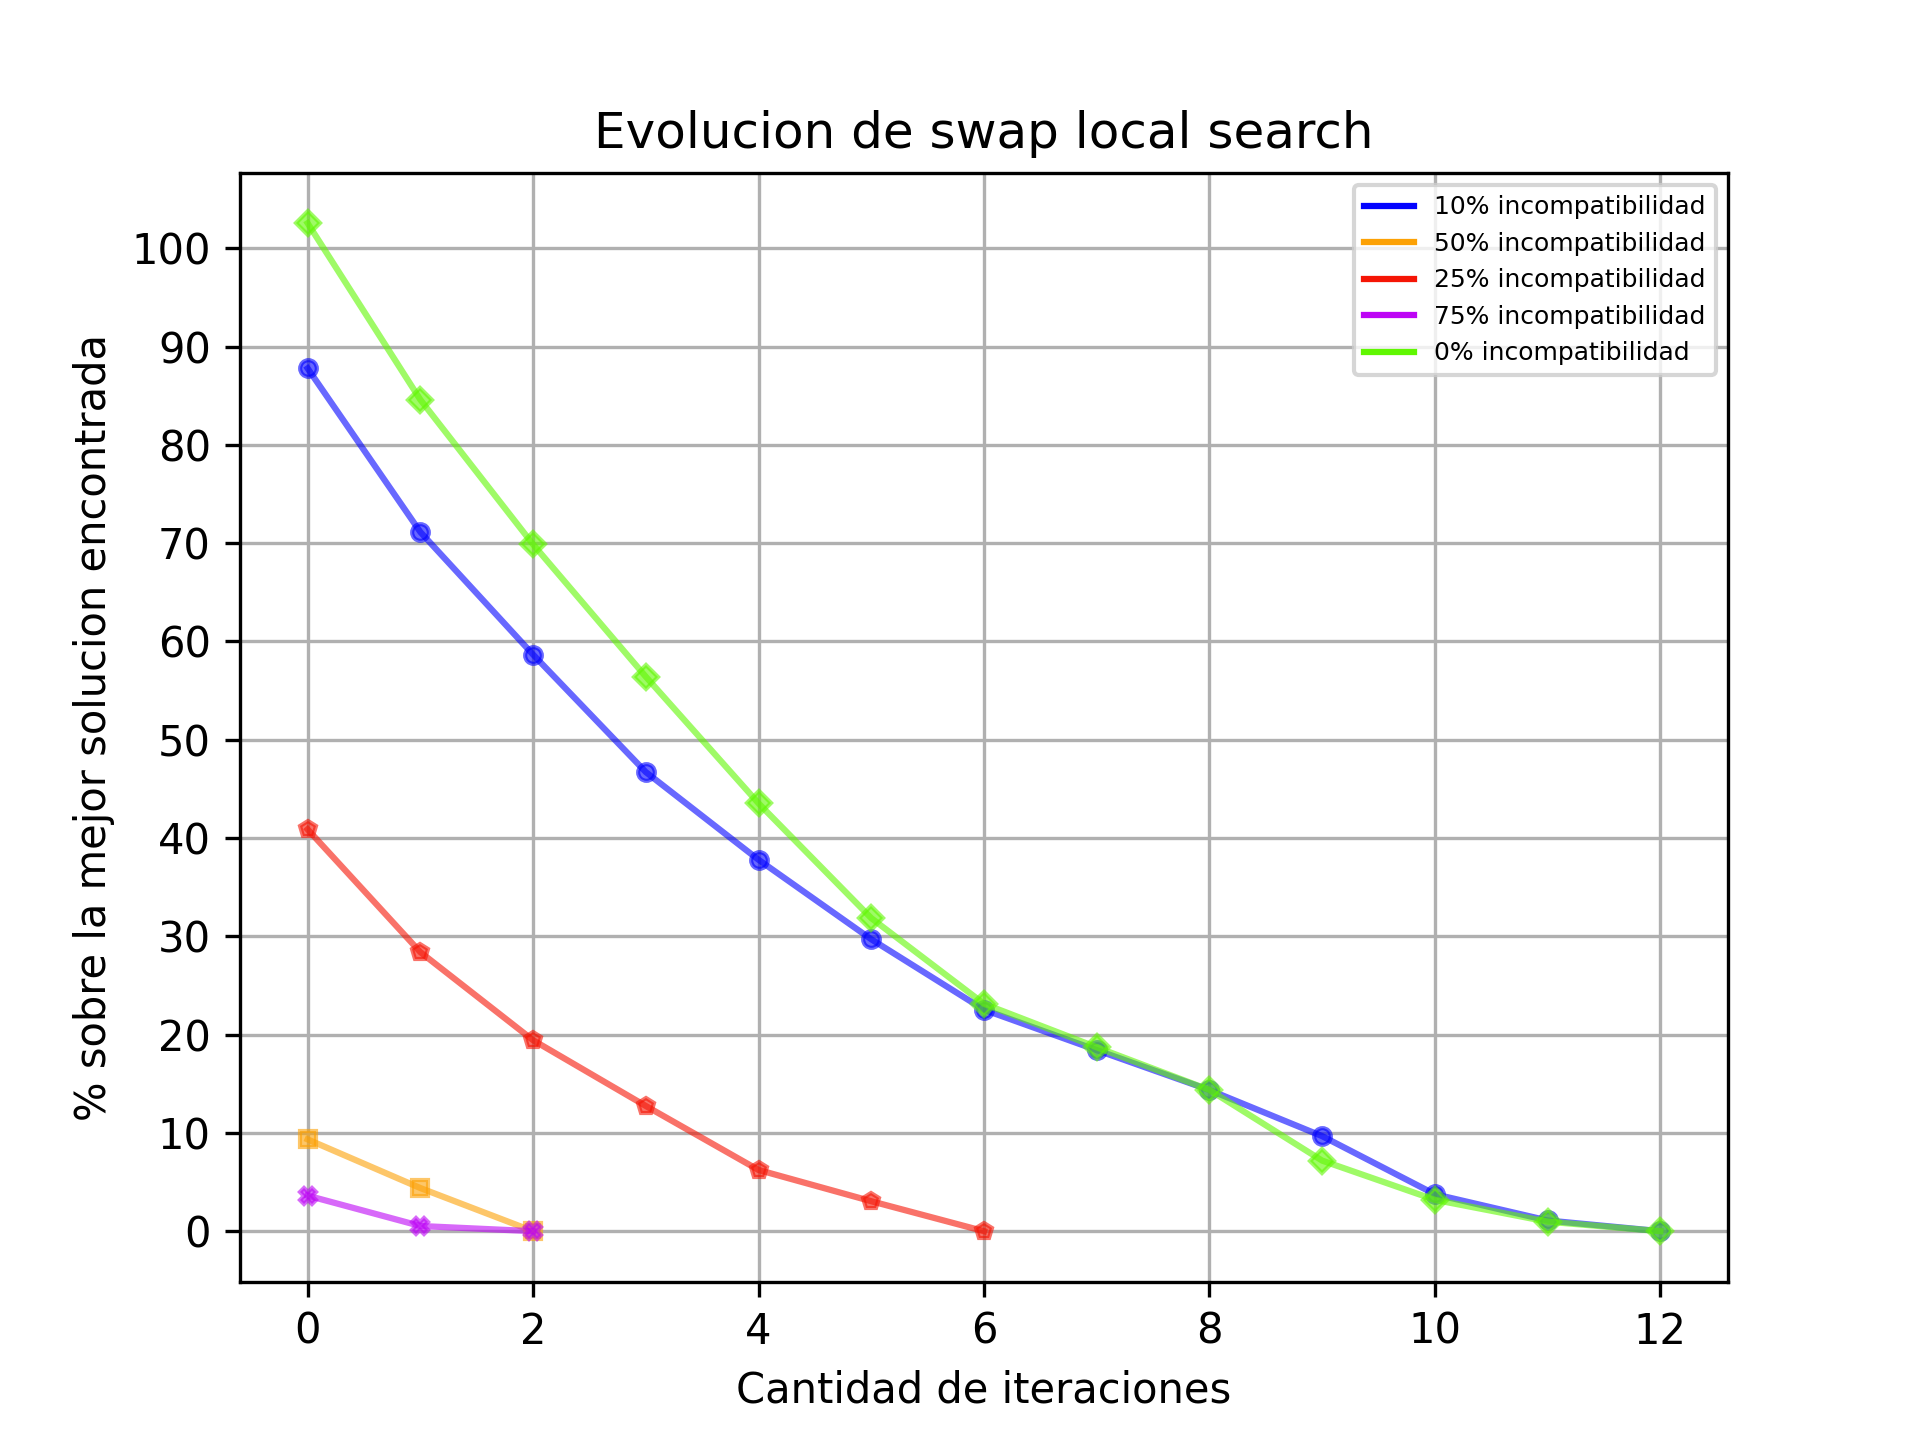 Evolucion de swap local search
10% incompatibilidad
50% incompatibilidad
25% incompatibilidad
75% incompatibilidad
0% incompatibilidad
% sobre la mejor solucion encontrada
100
90
80
70
60
50
40
30
20
10
0
0 2 4 6 8 10 12
Cantidad de iteraciones